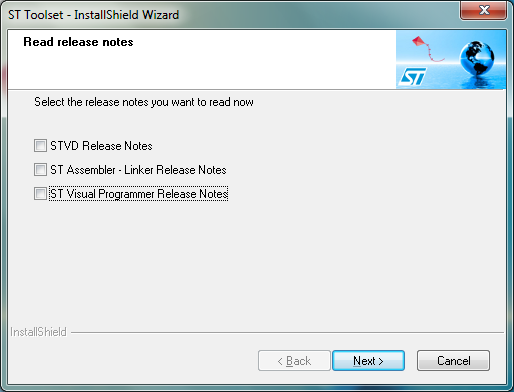 ST Toolset - InstallShield Wizard
Read release notes
ST
Select the release notes you want to read now
STVD Release Notes
ST Assembler - Linker Release Notes
ST Visual Programmer Release Notes
InstallShield
< Back
Next >
Cancel